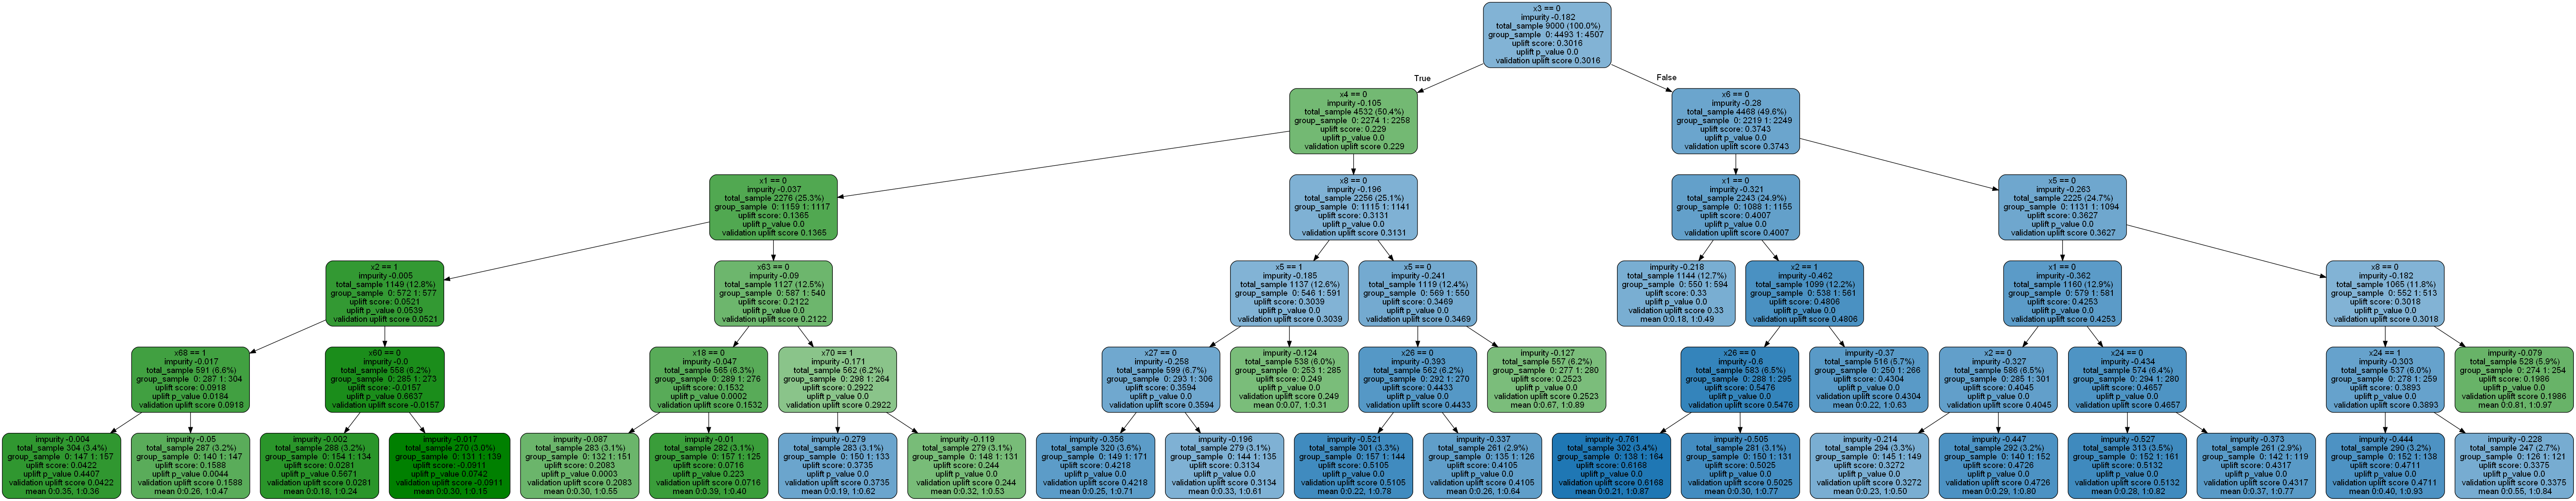 x3 == 0
impurity -0.182
total_sample 9000 (100.0%)
group_sample  0: 4493 1: 4507
uplift score: 0.3016
uplift p_value 0.0
validation uplift score 0.3016
True
False
x4 == 0
impurity -0.105
total_sample 4532 (50.4%)
group_sample  0: 2274 1: 2258
uplift score: 0.229
uplift p_value 0.0
validation uplift score 0.229
x6 == 0
impurity -0.28
total_sample 4468 (49.6%)
group_sample  0: 2219 1: 2249
uplift score: 0.3743
uplift p_value 0.0
validation uplift score 0.3743
x1 == 0
impurity -0.037
total_sample 2276 (25.3%)
group_sample  0: 1159 1: 1117
uplift score: 0.1365
uplift p_value 0.0
validation uplift score 0.1365
x8 == 0
impurity -0.196
total_sample 2256 (25.1%)
group_sample  0: 1115 1: 1141
uplift score: 0.3131
uplift p_value 0.0
validation uplift score 0.3131
x1 == 0
impurity -0.321
total_sample 2243 (24.9%)
group_sample  0: 1088 1: 1155
uplift score: 0.4007
uplift p_value 0.0
validation uplift score 0.4007
x5 == 0
impurity -0.263
total_sample 2225 (24.7%)
group_sample  0: 1131 1: 1094
uplift score: 0.3627
uplift p_value 0.0
validation uplift score 0.3627
x2 == 1
impurity -0.005
total_sample 1149 (12.8%)
group_sample  0: 572 1: 577
uplift score: 0.0521
uplift p_value 0.0539
validation uplift score 0.0521
x63 == 0
impurity -0.09
total_sample 1127 (12.5%)
group_sample  0: 587 1: 540
uplift score: 0.2122
uplift p_value 0.0
validation uplift score 0.2122
x5 == 1
impurity -0.185
total_sample 1137 (12.6%)
group_sample  0: 546 1: 591
uplift score: 0.3039
uplift p_value 0.0
validation uplift score 0.3039
x5 == 0
impurity -0.241
total_sample 1119 (12.4%)
group_sample  0: 569 1: 550
uplift score: 0.3469
uplift p_value 0.0
validation uplift score 0.3469
impurity -0.218
total_sample 1144 (12.7%)
group_sample  0: 550 1: 594
uplift score: 0.33
uplift p_value 0.0
validation uplift score 0.33
mean 0:0.18, 1:0.49
x2 == 1
impurity -0.462
total_sample 1099 (12.2%)
group_sample  0: 538 1: 561
uplift score: 0.4806
uplift p_value 0.0
validation uplift score 0.4806
x1 == 0
impurity -0.362
total_sample 1160 (12.9%)
group_sample  0: 579 1: 581
uplift score: 0.4253
uplift p_value 0.0
validation uplift score 0.4253
x8 == 0
impurity -0.182
total_sample 1065 (11.8%)
group_sample  0: 552 1: 513
uplift score: 0.3018
uplift p_value 0.0
validation uplift score 0.3018
x68 == 1
impurity -0.017
total_sample 591 (6.6%)
group_sample  0: 287 1: 304
uplift score: 0.0918
uplift p_value 0.0184
validation uplift score 0.0918
x60 == 0
impurity -0.0
total_sample 558 (6.2%)
group_sample  0: 285 1: 273
uplift score: -0.0157
uplift p_value 0.6637
validation uplift score -0.0157
x18 == 0
impurity -0.047
total_sample 565 (6.3%)
group_sample  0: 289 1: 276
uplift score: 0.1532
uplift p_value 0.0002
validation uplift score 0.1532
x70 == 1
impurity -0.171
total_sample 562 (6.2%)
group_sample  0: 298 1: 264
uplift score: 0.2922
uplift p_value 0.0
validation uplift score 0.2922
x27 == 0
impurity -0.258
total_sample 599 (6.7%)
group_sample  0: 293 1: 306
uplift score: 0.3594
uplift p_value 0.0
validation uplift score 0.3594
impurity -0.124
total_sample 538 (6.0%)
group_sample  0: 253 1: 285
uplift score: 0.249
uplift p_value 0.0
validation uplift score 0.249
mean 0:0.07, 1:0.31
x26 == 0
impurity -0.393
total_sample 562 (6.2%)
group_sample  0: 292 1: 270
uplift score: 0.4433
uplift p_value 0.0
validation uplift score 0.4433
impurity -0.127
total_sample 557 (6.2%)
group_sample  0: 277 1: 280
uplift score: 0.2523
uplift p_value 0.0
validation uplift score 0.2523
mean 0:0.67, 1:0.89
x26 == 0
impurity -0.6
total_sample 583 (6.5%)
group_sample  0: 288 1: 295
uplift score: 0.5476
uplift p_value 0.0
validation uplift score 0.5476
impurity -0.37
total_sample 516 (5.7%)
group_sample  0: 250 1: 266
uplift score: 0.4304
uplift p_value 0.0
validation uplift score 0.4304
mean 0:0.22, 1:0.63
x2 == 0
impurity -0.327
total_sample 586 (6.5%)
group_sample  0: 285 1: 301
uplift score: 0.4045
uplift p_value 0.0
validation uplift score 0.4045
x24 == 0
impurity -0.434
total_sample 574 (6.4%)
group_sample  0: 294 1: 280
uplift score: 0.4657
uplift p_value 0.0
validation uplift score 0.4657
x24 == 1
impurity -0.303
total_sample 537 (6.0%)
group_sample  0: 278 1: 259
uplift score: 0.3893
uplift p_value 0.0
validation uplift score 0.3893
impurity -0.079
total_sample 528 (5.9%)
group_sample  0: 274 1: 254
uplift score: 0.1986
uplift p_value 0.0
validation uplift score 0.1986
mean 0:0.81, 1:0.97
impurity -0.004
total_sample 304 (3.4%)
group_sample  0: 147 1: 157
uplift score: 0.0422
uplift p_value 0.4407
validation uplift score 0.0422
mean 0:0.35, 1:0.36
impurity -0.05
total_sample 287 (3.2%)
group_sample  0: 140 1: 147
uplift score: 0.1588
uplift p_value 0.0044
validation uplift score 0.1588
mean 0:0.26, 1:0.47
impurity -0.002
total_sample 288 (3.2%)
group_sample  0: 154 1: 134
uplift score: 0.0281
uplift p_value 0.5671
validation uplift score 0.0281
mean 0:0.18, 1:0.24
impurity -0.017
total_sample 270 (3.0%)
group_sample  0: 131 1: 139
uplift score: -0.0911
uplift p_value 0.0742
validation uplift score -0.0911
mean 0:0.30, 1:0.15
impurity -0.087
total_sample 283 (3.1%)
group_sample  0: 132 1: 151
uplift score: 0.2083
uplift p_value 0.0003
validation uplift score 0.2083
mean 0:0.30, 1:0.55
impurity -0.01
total_sample 282 (3.1%)
group_sample  0: 157 1: 125
uplift score: 0.0716
uplift p_value 0.223
validation uplift score 0.0716
mean 0:0.39, 1:0.40
impurity -0.279
total_sample 283 (3.1%)
group_sample  0: 150 1: 133
uplift score: 0.3735
uplift p_value 0.0
validation uplift score 0.3735
mean 0:0.19, 1:0.62
impurity -0.119
total_sample 279 (3.1%)
group_sample  0: 148 1: 131
uplift score: 0.244
uplift p_value 0.0
validation uplift score 0.244
mean 0:0.32, 1:0.53
impurity -0.356
total_sample 320 (3.6%)
group_sample  0: 149 1: 171
uplift score: 0.4218
uplift p_value 0.0
validation uplift score 0.4218
mean 0:0.25, 1:0.71
impurity -0.196
total_sample 279 (3.1%)
group_sample  0: 144 1: 135
uplift score: 0.3134
uplift p_value 0.0
validation uplift score 0.3134
mean 0:0.33, 1:0.61
impurity -0.521
total_sample 301 (3.3%)
group_sample  0: 157 1: 144
uplift score: 0.5105
uplift p_value 0.0
validation uplift score 0.5105
mean 0:0.22, 1:0.78
impurity -0.337
total_sample 261 (2.9%)
group_sample  0: 135 1: 126
uplift score: 0.4105
uplift p_value 0.0
validation uplift score 0.4105
mean 0:0.26, 1:0.64
impurity -0.761
total_sample 302 (3.4%)
group_sample  0: 138 1: 164
uplift score: 0.6168
uplift p_value 0.0
validation uplift score 0.6168
mean 0:0.21, 1:0.87
impurity -0.505
total_sample 281 (3.1%)
group_sample  0: 150 1: 131
uplift score: 0.5025
uplift p_value 0.0
validation uplift score 0.5025
mean 0:0.30, 1:0.77
impurity -0.214
total_sample 294 (3.3%)
group_sample  0: 145 1: 149
uplift score: 0.3272
uplift p_value 0.0
validation uplift score 0.3272
mean 0:0.23, 1:0.50
impurity -0.447
total_sample 292 (3.2%)
group_sample  0: 140 1: 152
uplift score: 0.4726
uplift p_value 0.0
validation uplift score 0.4726
mean 0:0.29, 1:0.80
impurity -0.527
total_sample 313 (3.5%)
group_sample  0: 152 1: 161
uplift score: 0.5132
uplift p_value 0.0
validation uplift score 0.5132
mean 0:0.28, 1:0.82
impurity -0.373
total_sample 261 (2.9%)
group_sample  0: 142 1: 119
uplift score: 0.4317
uplift p_value 0.0
validation uplift score 0.4317
mean 0:0.37, 1:0.77
impurity -0.444
total_sample 290 (3.2%)
group_sample  0: 152 1: 138
uplift score: 0.4711
uplift p_value 0.0
validation uplift score 0.4711
mean 0:0.40, 1:0.93
impurity -0.228
total_sample 247 (2.7%)
group_sample  0: 126 1: 121
uplift score: 0.3375
uplift p_value 0.0
validation uplift score 0.3375
mean 0:0.55, 1:0.84